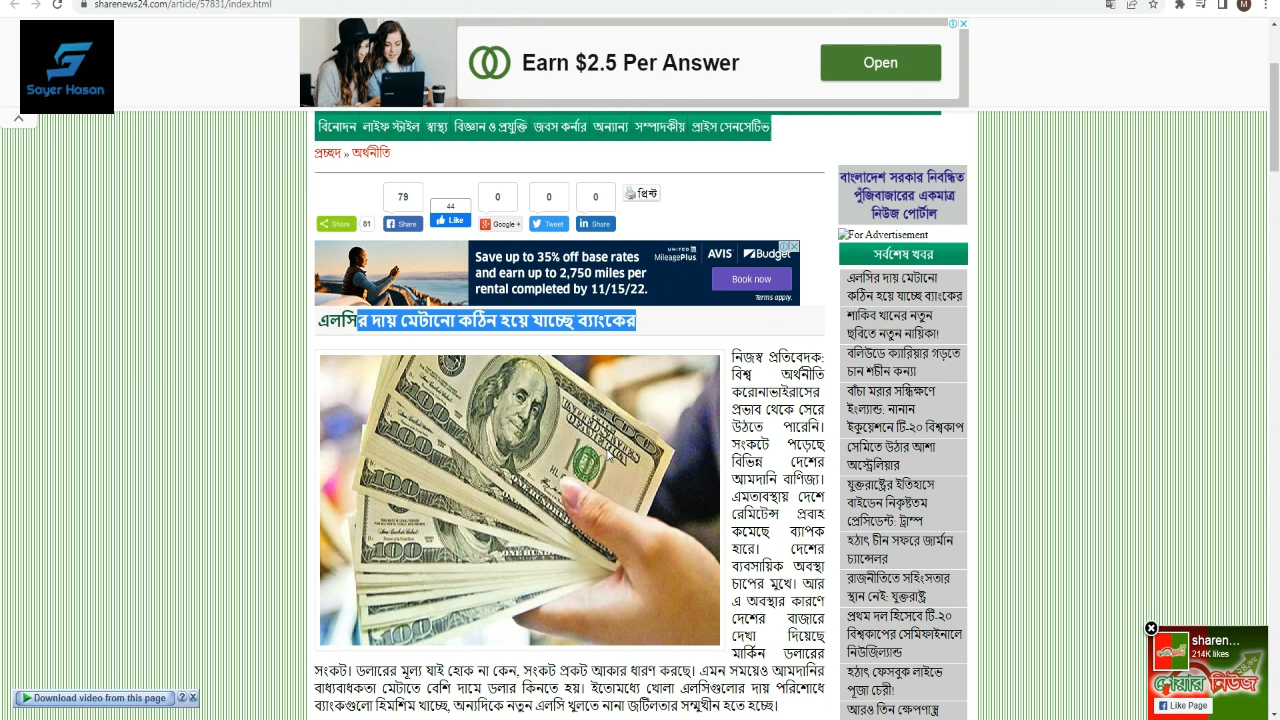 sharenews24.com/article/57831/index.html
Sayer Hasan
Earn $2.5 Per Answer
Open
বিনোদন লাইফ স্টাইল স্বাস্থ্য বিজ্ঞান ও প্রযুক্তি জবস কর্নার অন্যান্য সম্পাদকীয় প্রাইস সেনসেটিভ
প্রচ্ছদ » অর্থনীতি
79 44 0 0 0 প্রিন্ট
Share 81 Share Like Google + Tweet Share
Save up to 35% off base rates
and earn up to 2,750 miles per
rental completed by 11/15/22.
UNITED MileagePlus AVIS Budget
Book now
Terms apply.
এলসির দায় মেটানো কঠিন হয়ে যাচ্ছে ব্যাংকের
নিজস্ব প্রতিবেদক:
বিশ্ব অর্থনীতি
করোনাভাইরাসের
প্রভাব থেকে সেরে
উঠতে পারেনি।
সংকটে পড়েছে
বিভিন্ন দেশের
আমদানি বাণিজ্য।
এমতাবস্থায় দেশে
রেমিটেন্স প্রবাহ
কমেছে ব্যাপক
হারে। দেশের
ব্যবসায়িক অবস্থা
চাপের মুখে। আর
এ অবস্থার কারণে
দেশের বাজারে
দেখা দিয়েছে
মার্কিন ডলারের
সংকট। ডলারের মূল্য যাই হোক না কেন, সংকট প্রকট আকার ধারণ করছে। এমন সময়েও আমদানির
বাধ্যবাধকতা মেটাতে বেশি দামে ডলার কিনতে হয়। ইতোমধ্যে খোলা এলসিগুলোর দায় পরিশোধে
ব্যাংকগুলো হিমশিম খাচ্ছে, অন্যদিকে নতুন এলসি খুলতে নানা জটিলতার সম্মুখীন হতে হচ্ছে।
বাংলাদেশ সরকার নিবন্ধিত
পুঁজিবাজারের একমাত্র
নিউজ পোর্টাল
For Advertisement
সর্বশেষ খবর
এলসির দায় মেটানো
কঠিন হয়ে যাচ্ছে ব্যাংকের
শাকিব খানের নতুন
ছবিতে নতুন নায়িকা!
বলিউডে ক্যারিয়ার গড়তে
চান শচীন কন্যা
বাঁচা মরার সন্ধিক্ষণে
ইংল্যান্ড: নানান
ইকুয়েশনে টি-২০ বিশ্বকাপ
সেমিতে উঠার আশা
অস্ট্রেলিয়ার
যুক্তরাষ্ট্রের ইতিহাসে
বাইডেন নিকৃষ্টতম
প্রেসিডেন্ট: ট্রাম্প
হঠাৎ চীন সফরে জার্মান
চ্যান্সেলর
রাজনীতিতে সহিংসতার
স্থান নেই: যুক্তরাষ্ট্র
প্রথম দল হিসেবে টি-২০
বিশ্বকাপের সেমিফাইনালে
নিউজিল্যান্ড
হঠাৎ ফেসবুক লাইভে
পূজা চেরী!
আরও তিন ক্ষেপণাস্ত্র
sharen...
214K likes
শেয়ার নিউজ
Like Page
Download video from this page